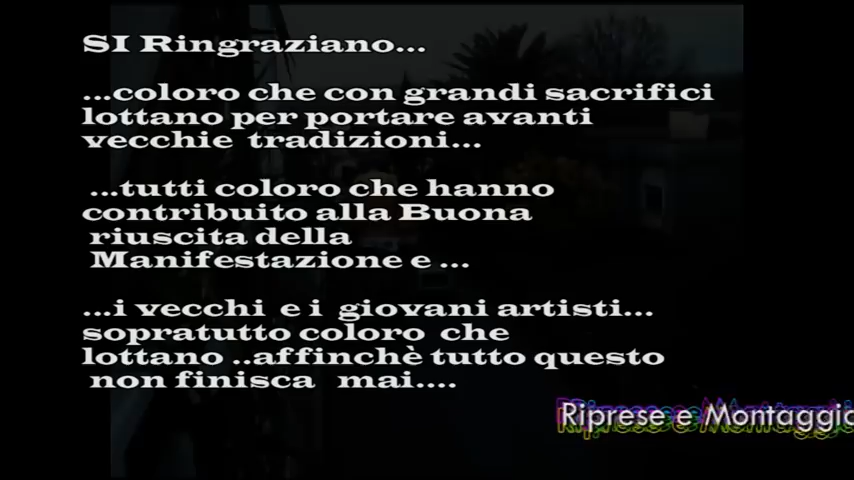 SI Ringraziano...
...coloro che con grandi sacrifici
lottano per portare avanti
vecchie tradizioni...
...tutti coloro che hanno
contribuito alla Buona
riuscita della
Manifestazione e ...
...i vecchi e i giovani artisti...
sopratutto coloro che
lottano ..affinchè tutto questo
non finisca mai....
Riprese e Montaggio